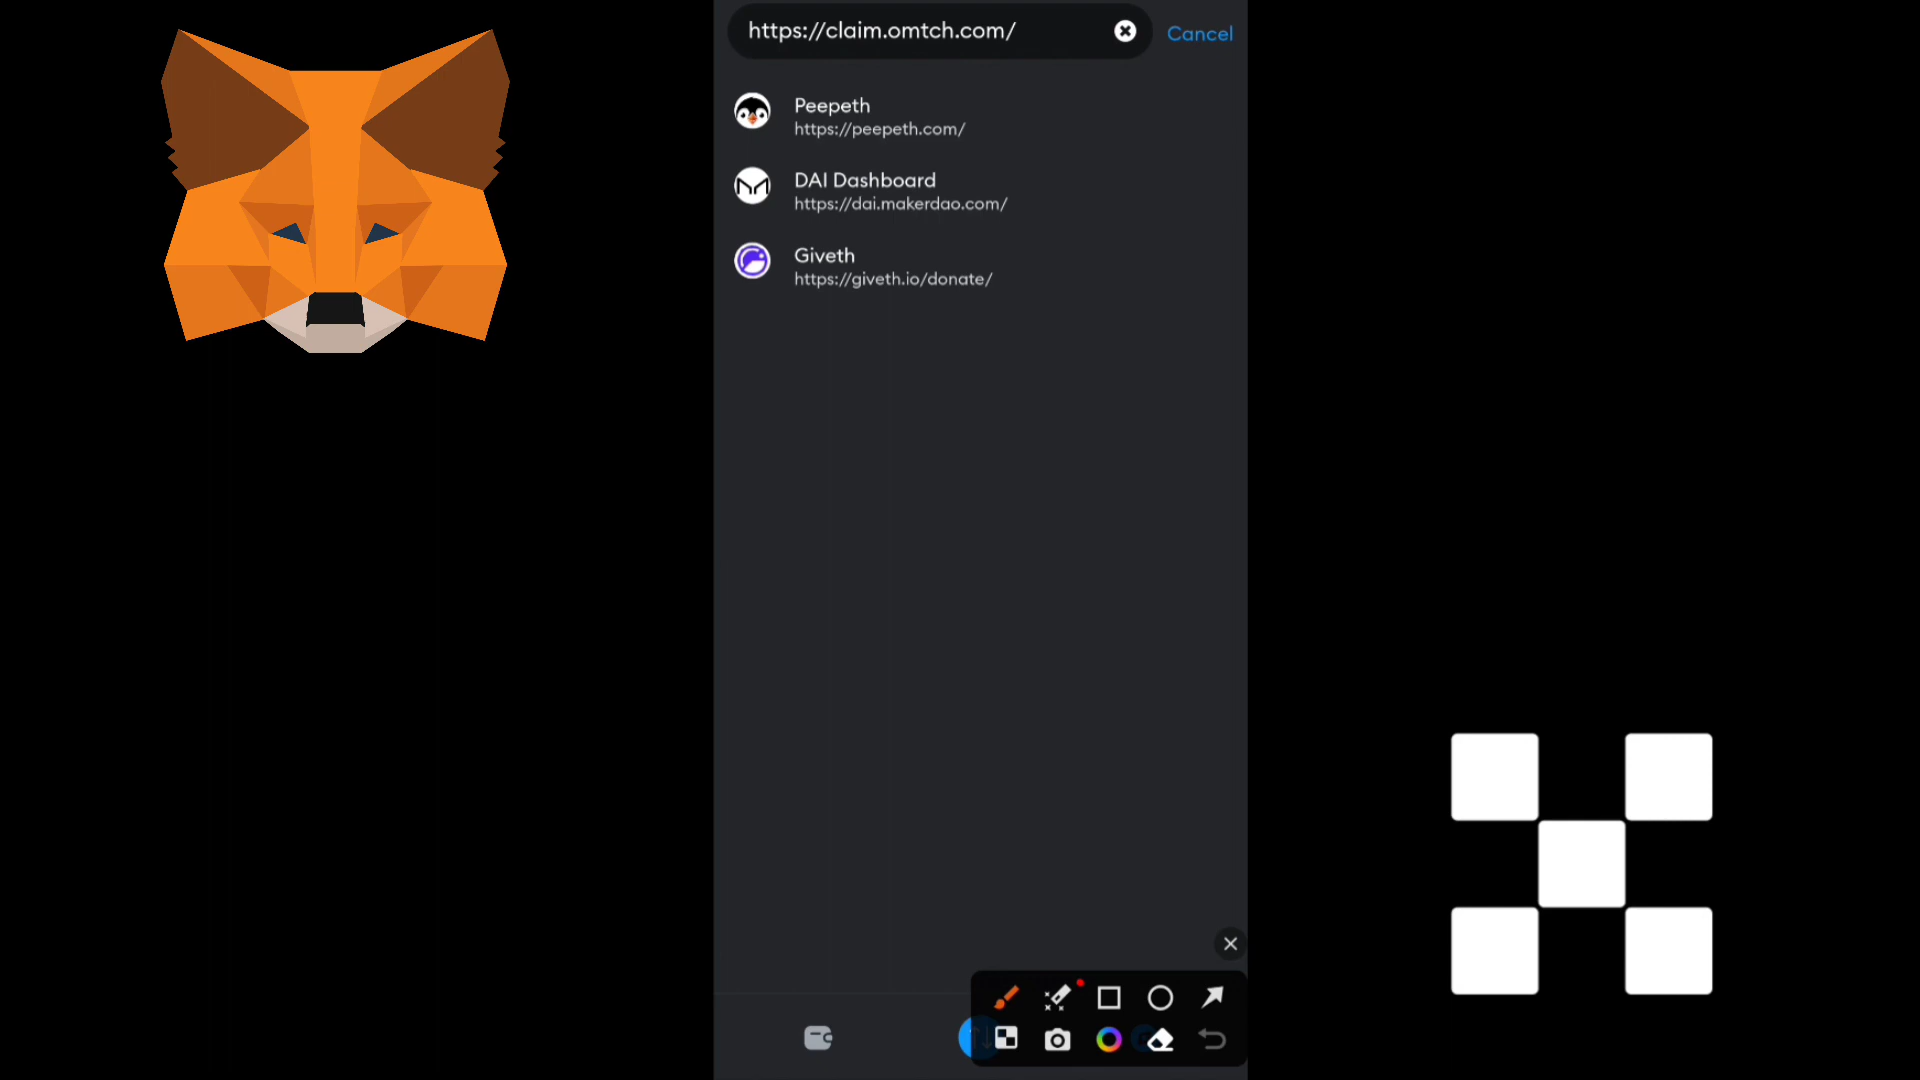 https://claim.omtch.com/
Cancel
Peepeth
https://peepeth.com/
DAI Dashboard
https://dai.makerdao.com/
Giveth
https://giveth.io/donate/